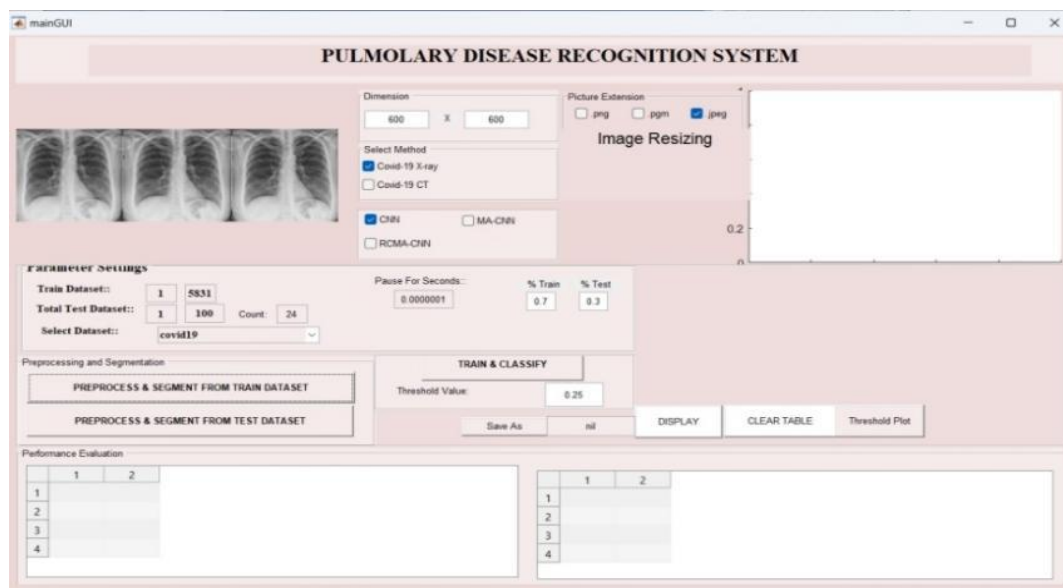 mainGUI
PULMOLARY DISEASE RECOGNITION SYSTEM
Dimension
600 X 600
Picture Extension
.png .pgm .jpeg
Image Resizing
Select Method
Covid-19 X-ray
Covid-19 CT
CNN MA-CNN
RCMA-CNN
0.2
0
Parameter Settings
Train Dataset:: 1 5831
Total Test Dataset:: 1 100 Count: 24
Select Dataset:: covid19
Pause For Seconds::
0.0000001
% Train % Test
0.7 0.3
Preprocessing and Segmentation
PREPROCESS & SEGMENT FROM TRAIN DATASET
PREPROCESS & SEGMENT FROM TEST DATASET
TRAIN & CLASSIFY
Threshold Value: 0.25
Save As nil DISPLAY CLEAR TABLE Threshold Plot
Performance Evaluation
1 2
1
2
3
4
1 2
1
2
3
4